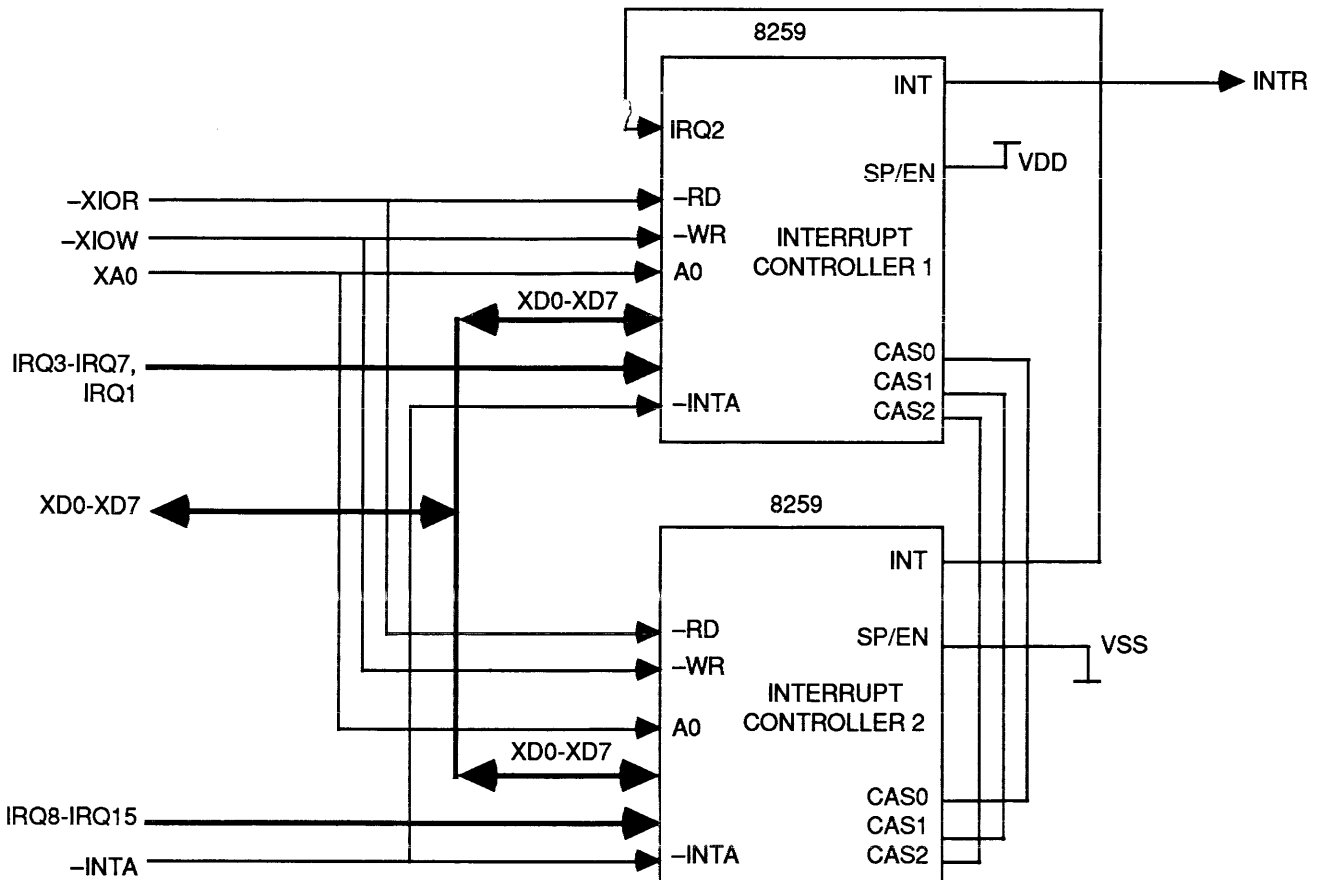 8259
INT
INTR
IRQ2
SP/EN
VDD
–XIOR
–RD
–XIOW
–WR
INTERRUPT
CONTROLLER 1
XA0
A0
XD0-XD7
IRQ3-IRQ7,
IRQ1
CAS0
CAS1
CAS2
–INTA
XD0-XD7
8259
INT
–RD
SP/EN
VSS
–WR
INTERRUPT
CONTROLLER 2
A0
XD0-XD7
IRQ8-IRQ15
CAS0
CAS1
CAS2
–INTA
–INTA